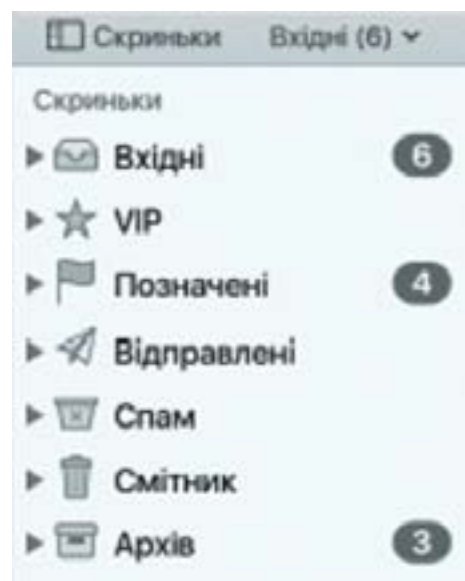 Скриньки Вхідні (6)
Скриньки
Вхідні 6
VIP
Позначені 4
Відправлені
Спам
Смітник
Архів 3